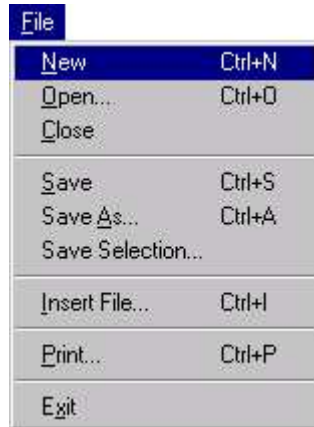 File
New Ctrl+N
Open... Ctrl+O
Close
Save Ctrl+S
Save As... Ctrl+A
Save Selection...
Insert File... Ctrl+I
Print... Ctrl+P
Exit